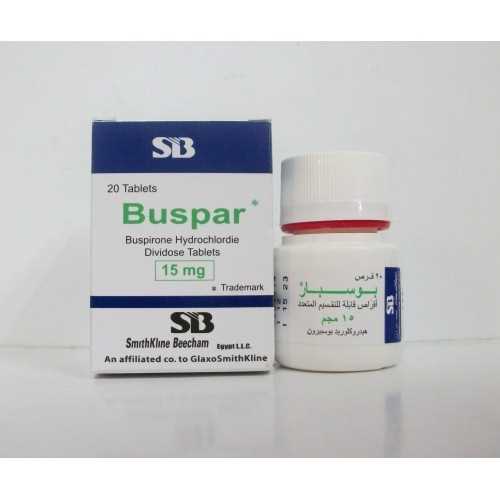 SB
20 Tablets
Buspar*
Buspirone Hydrochlordie
Dividose Tablets
15 mg
* Trademark
SB
SmithKline Beecham Egypt L.L.C.
An affiliated co. to GlaxoSmithKline
٢٠ قرص
بوسبار*
أقراص قابلة للتقسيم المتعدد
١٥ مجم
هيدروكلوريد بوسبيرون